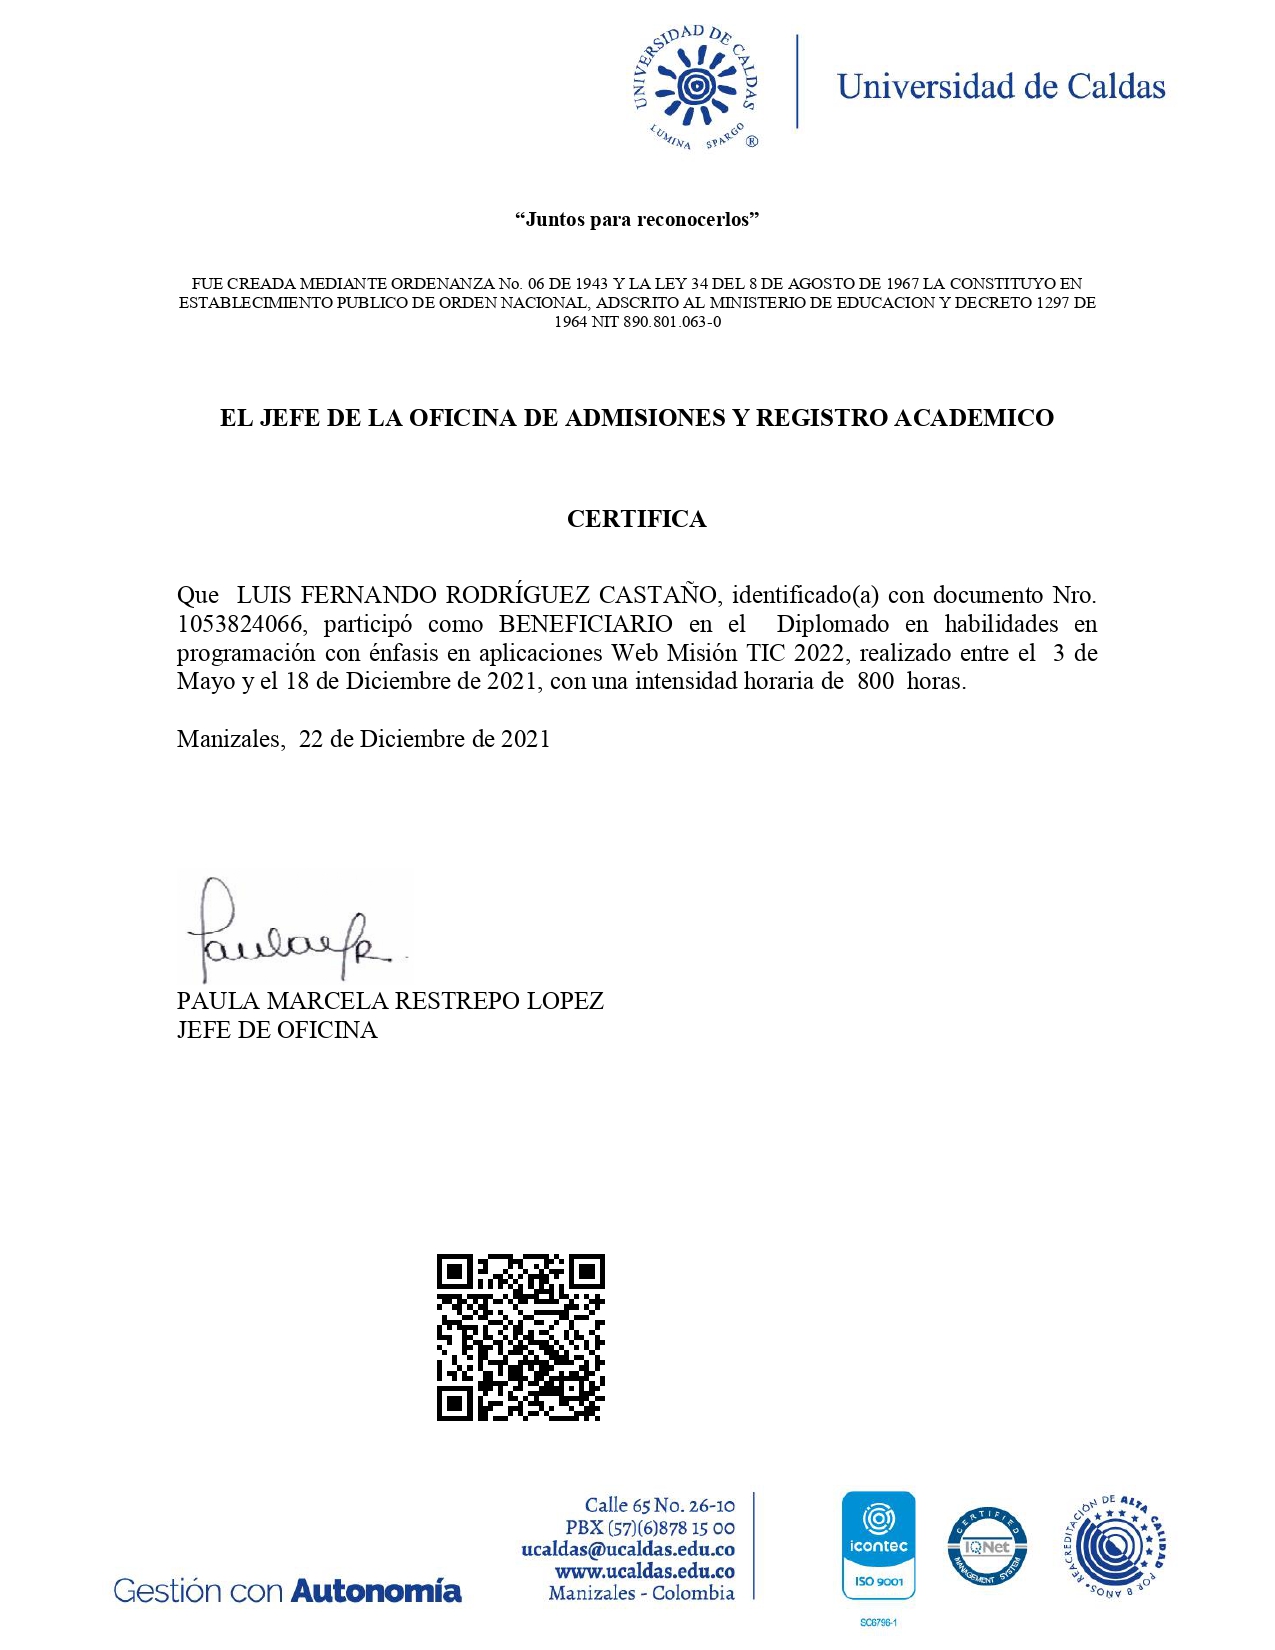 UNIVERSIDAD DE CALDAS
LUMINA SPARGO
®
Universidad de Caldas
“Juntos para reconocerlos”
FUE CREADA MEDIANTE ORDENANZA No. 06 DE 1943 Y LA LEY 34 DEL 8 DE AGOSTO DE 1967 LA CONSTITUYO EN
ESTABLECIMIENTO PUBLICO DE ORDEN NACIONAL, ADSCRITO AL MINISTERIO DE EDUCACION Y DECRETO 1297 DE
1964 NIT 890.801.063-0
EL JEFE DE LA OFICINA DE ADMISIONES Y REGISTRO ACADEMICO
CERTIFICA
Que LUIS FERNANDO RODRÍGUEZ CASTAÑO, identificado(a) con documento Nro.
1053824066, participó como BENEFICIARIO en el Diplomado en habilidades en
programación con énfasis en aplicaciones Web Misión TIC 2022, realizado entre el 3 de
Mayo y el 18 de Diciembre de 2021, con una intensidad horaria de 800 horas.
Manizales, 22 de Diciembre de 2021
PAULA MARCELA RESTREPO LOPEZ
JEFE DE OFICINA
Calle 65 No. 26-10
PBX (57)(6)878 15 00
ucaldas@ucaldas.edu.co
www.ucaldas.edu.co
Manizales - Colombia
Gestión con Autonomía
icontec
ISO 9001
SC6796-1
CERTIFIED
IQNet
MANAGEMENT SYSTEM
REACREDITACIÓN DE ALTA CALIDAD POR 8 AÑOS